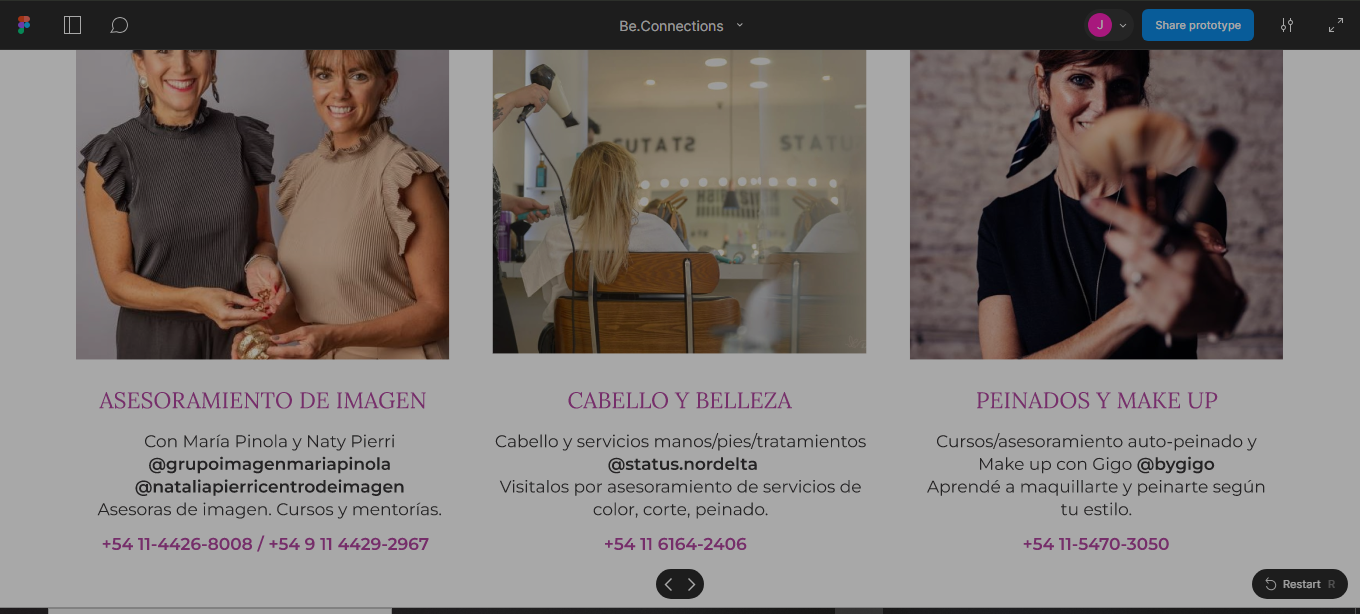 Be.Connections
J
Share prototype
STATUS
STATU
ASESORAMIENTO DE IMAGEN
Con María Pinola y Naty Pierri
@grupoimagenmariapinola
@nataliapierricentrodeimagen
Asesoras de imagen. Cursos y mentorías.
+54 11-4426-8008 / +54 9 11 4429-2967
CABELLO Y BELLEZA
Cabello y servicios manos/pies/tratamientos
@status.nordelta
Visitalos por asesoramiento de servicios de
color, corte, peinado.
+54 11 6164-2406
PEINADOS Y MAKE UP
Cursos/asesoramiento auto-peinado y
Make up con Gigo @bygigo
Aprendé a maquillarte y peinarte según
tu estilo.
+54 11-5470-3050
Restart R